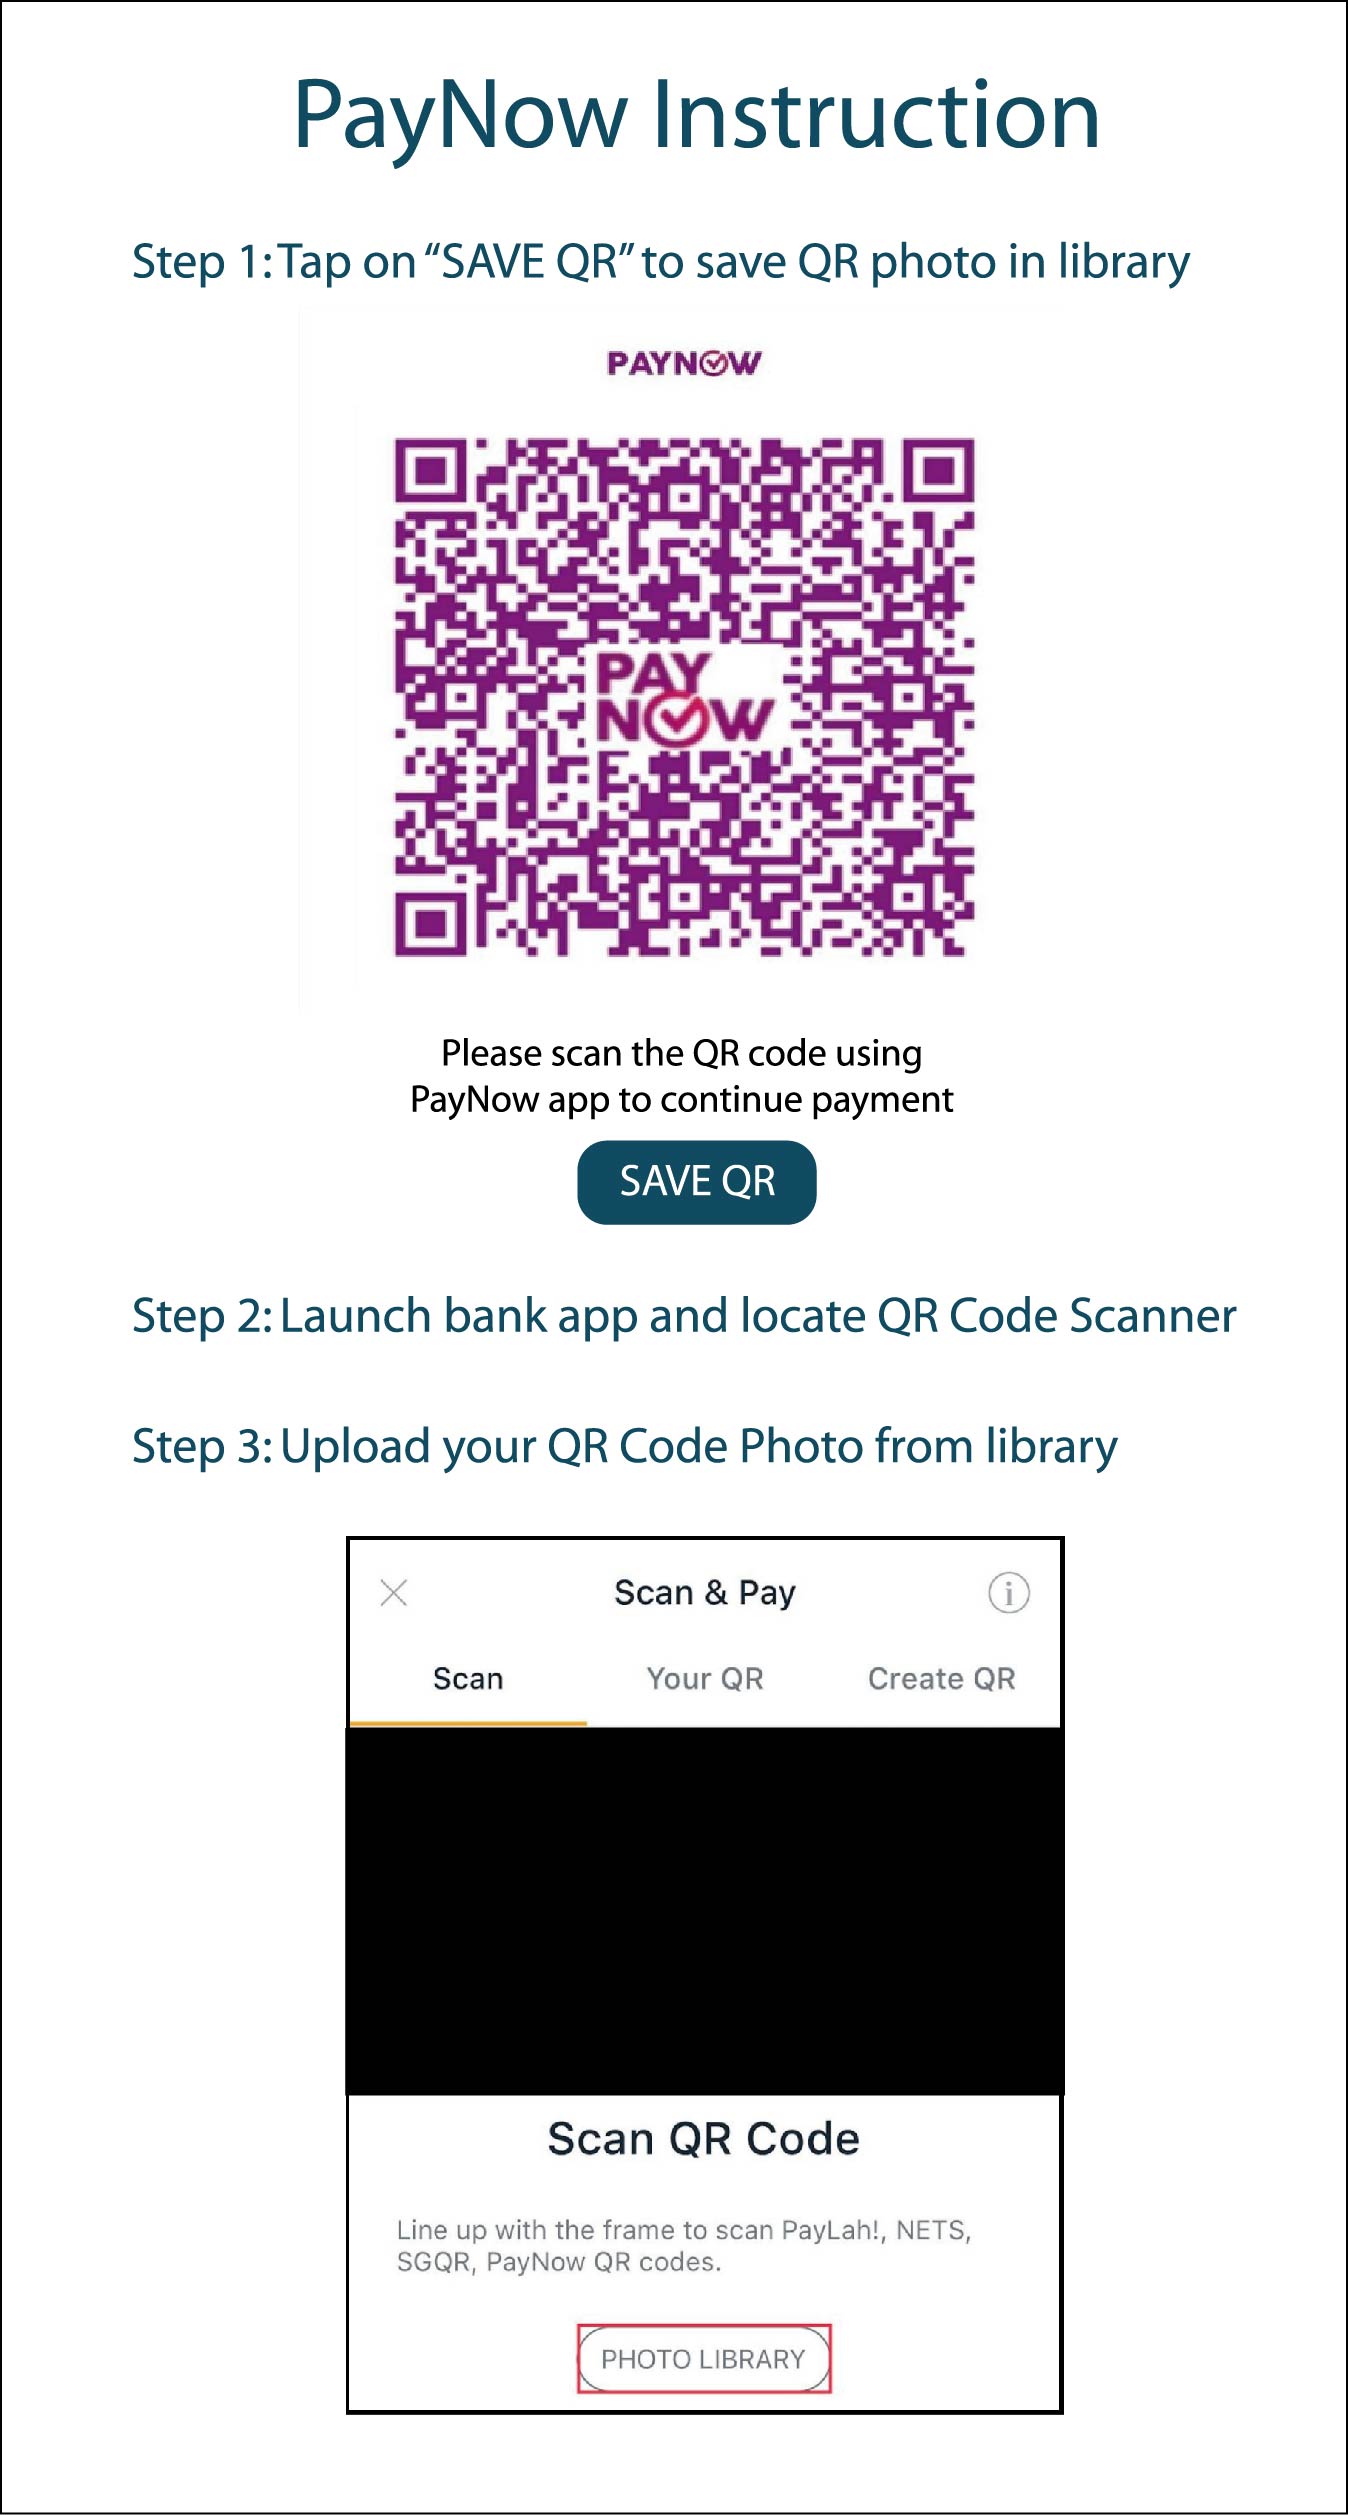 PayNow Instruction
Step 1: Tap on “SAVE QR” to save QR photo in library
PAYNOW
PAY
NOW
Please scan the QR code using
PayNow app to continue payment
SAVE QR
Step 2: Launch bank app and locate QR Code Scanner
Step 3: Upload your QR Code Photo from library
Scan & Pay
i
Scan Your QR Create QR
Scan QR Code
Line up with the frame to scan PayLah!, NETS,
SGQR, PayNow QR codes.
PHOTO LIBRARY